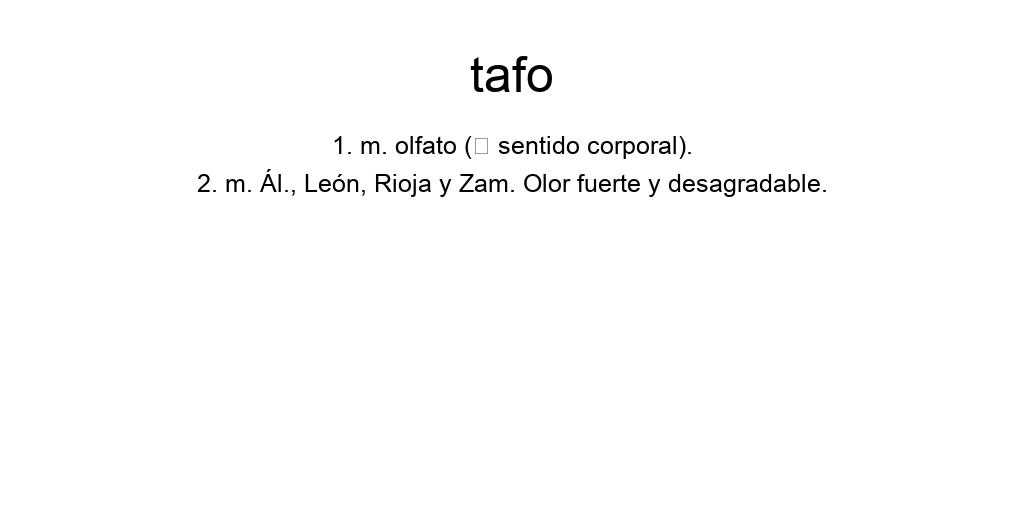 tafo
1. m. olfato (□ sentido corporal).
2. m. Ál., León, Rioja y Zam. Olor fuerte y desagradable.